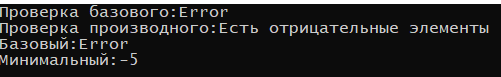 Проверка базового:Error
Проверка производного:Есть отрицательные элементы
Базовый:Error
Минимальный:-5